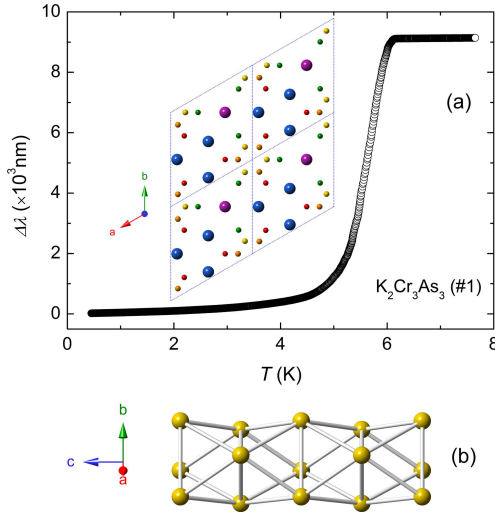 10
8
6
4
2
0
Δλ (×10³nm)
(a)
b
a
K₂Cr₃As₃ (#1)
0 2 4 6 8
T (K)
b
c
a
(b)